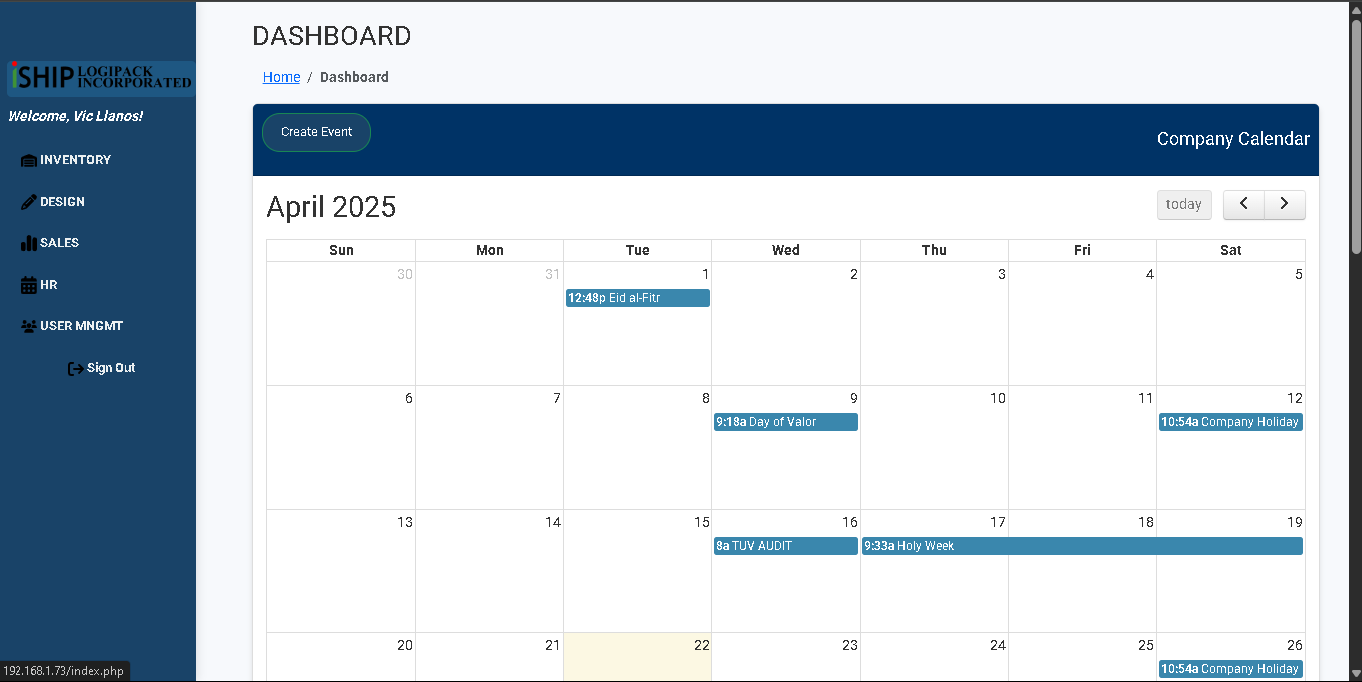 DASHBOARD
Home / Dashboard
iSHIP LOGIPACK INCORPORATED
Welcome, Vic Llanos!
INVENTORY
DESIGN
SALES
HR
USER MNGMT
Sign Out
Create Event
Company Calendar
April 2025
today
Sun Mon Tue Wed Thu Fri Sat
30 31 1 2 3 4 5
12:48p Eid al-Fitr
6 7 8 9 10 11 12
9:18a Day of Valor
10:54a Company Holiday
13 14 15 16 17 18 19
8a TUV AUDIT
9:33a Holy Week
20 21 22 23 24 25 26
10:54a Company Holiday
192.168.1.73/index.php